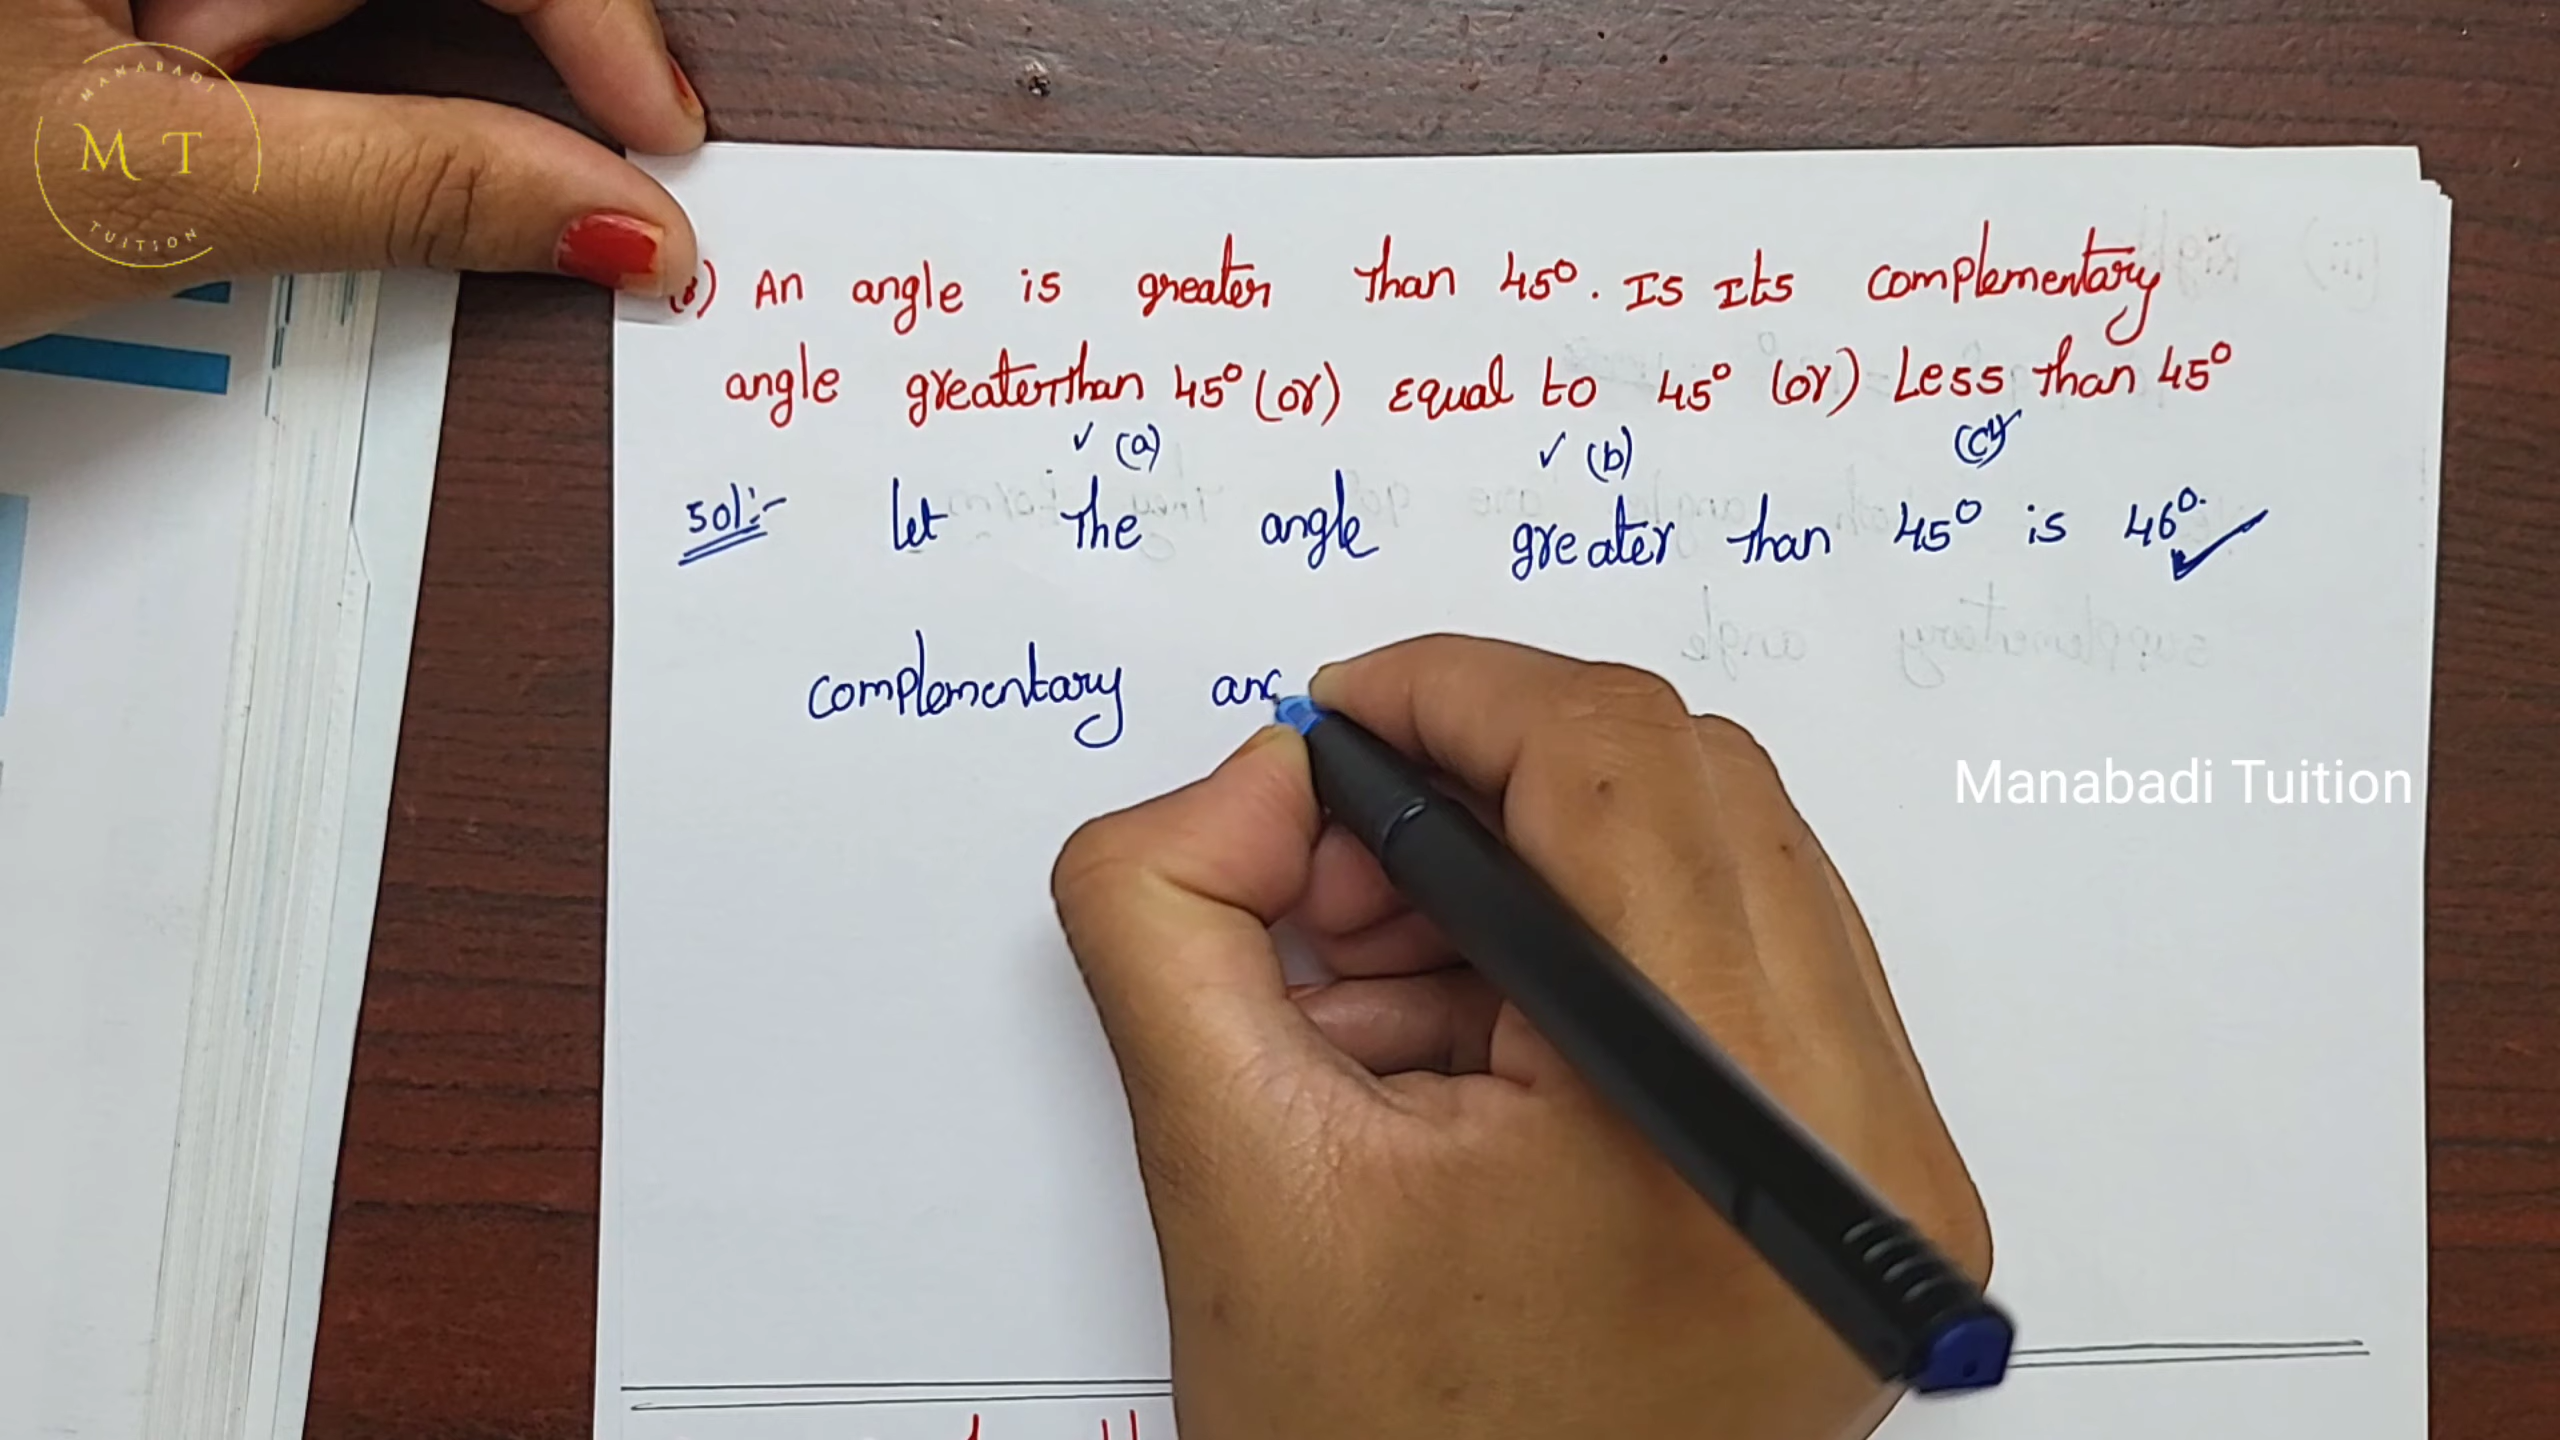 MANABADI
M T
TUITION
) An angle is greater than 45°. Is Its complementary
angle greaterthan 45° (or) Equal to 45° (or) Less than 45°
✓ (a) ✓ (b) (c)
Sol:- let the angle greater than 45° is 46°.
complementary ang
Manabadi Tuition